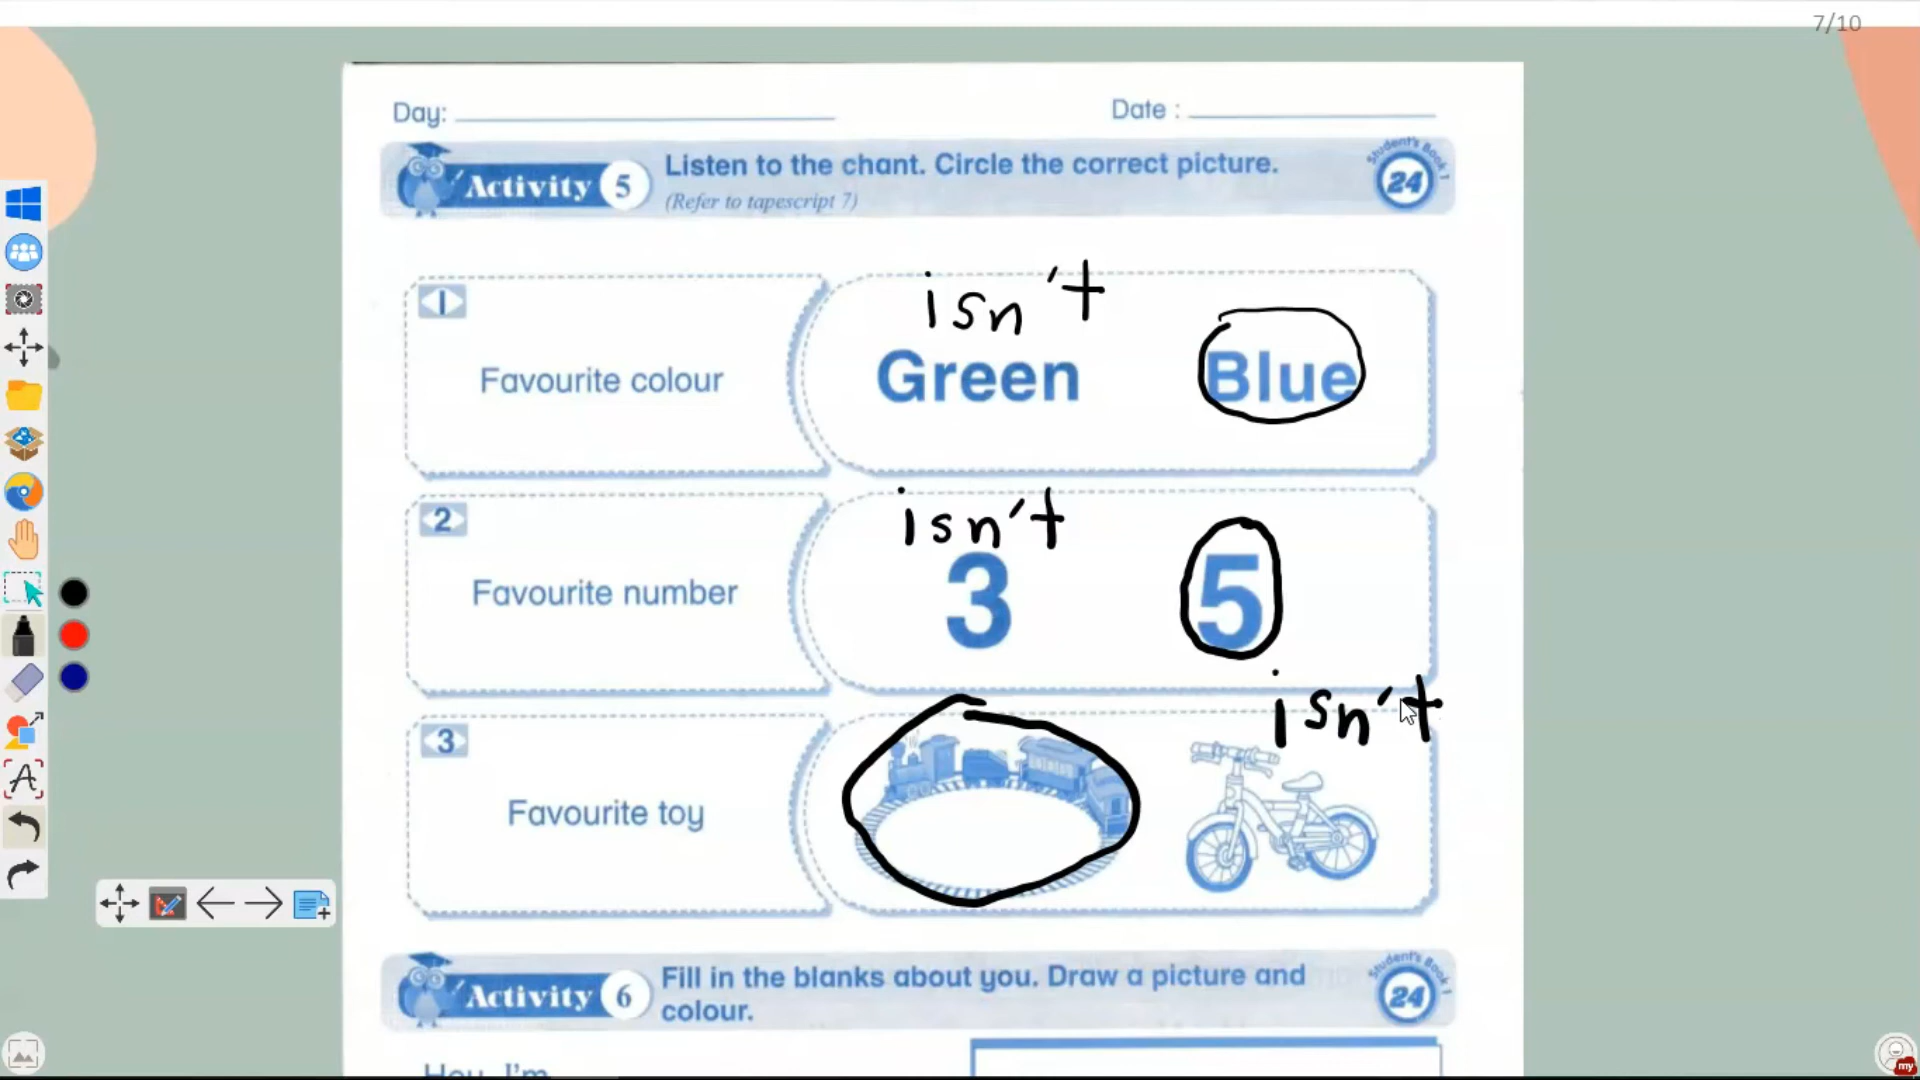 7/10
Day: Date :
Activity 5 Listen to the chant. Circle the correct picture.
(Refer to tapescript 7)
Student's Book 1
24
1
isn't
Favourite colour Green Blue
2
isn't
Favourite number 3 5
isn't
3
Favourite toy
Activity 6 Fill in the blanks about you. Draw a picture and
colour.
Student's Book 1
24
Hey, I'm
A
my